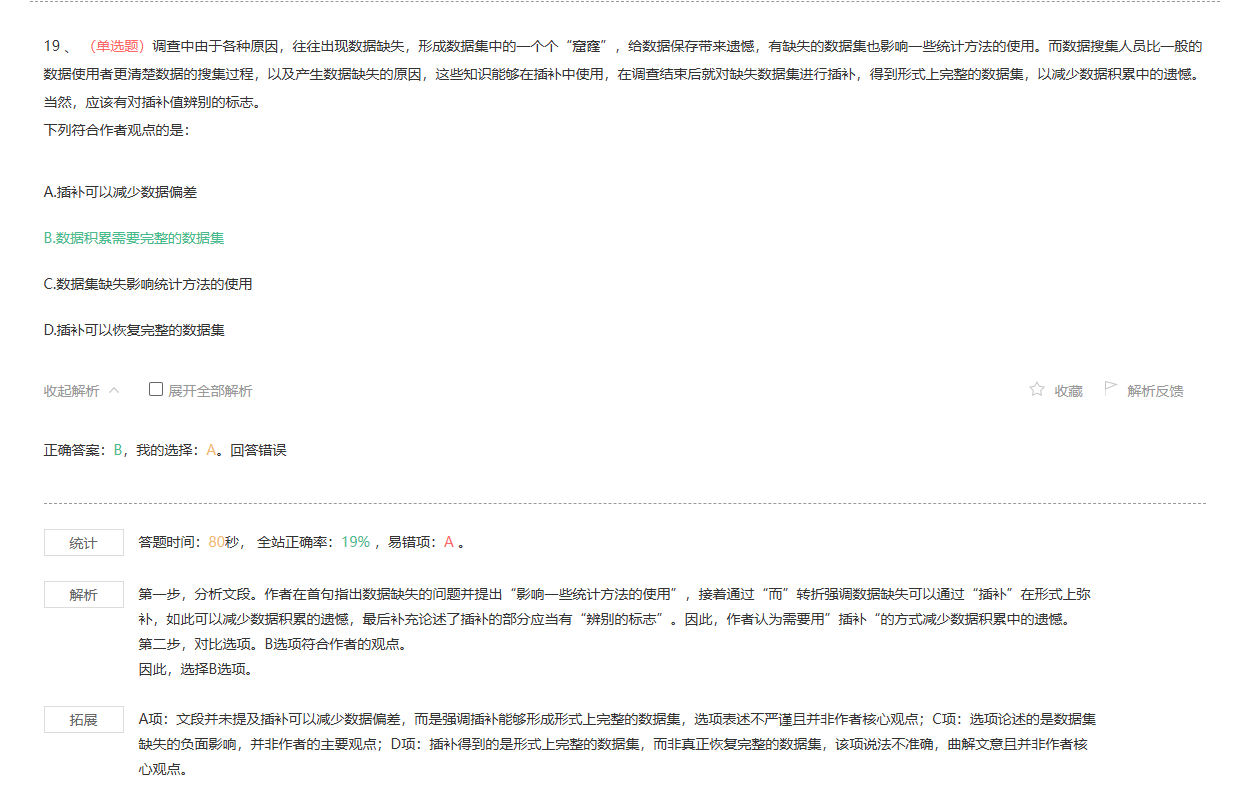 19 、 （单选题）调查中由于各种原因，往往出现数据缺失，形成数据集中的一个个“窟窿”，给数据保存带来遗憾，有缺失的数据集也影响一些统计方法的使用。而数据搜集人员比一般的
数据使用者更清楚数据的搜集过程，以及产生数据缺失的原因，这些知识能够在插补中使用，在调查结束后就对缺失数据集进行插补，得到形式上完整的数据集，以减少数据积累中的遗憾。
当然，应该有对插补值辨别的标志。
下列符合作者观点的是：
A.插补可以减少数据偏差
B.数据积累需要完整的数据集
C.数据集缺失影响统计方法的使用
D.插补可以恢复完整的数据集
收起解析 展开全部解析 收藏 解析反馈
正确答案：B，我的选择：A。回答错误
统计 答题时间：80秒， 全站正确率：19% ，易错项：A 。
解析 第一步，分析文段。作者在首句指出数据缺失的问题并提出“影响一些统计方法的使用”，接着通过“而”转折强调数据缺失可以通过“插补”在形式上弥
补，如此可以减少数据积累的遗憾，最后补充论述了插补的部分应当有“辨别的标志”。因此，作者认为需要用”插补“的方式减少数据积累中的遗憾。
第二步，对比选项。B选项符合作者的观点。
因此，选择B选项。
拓展 A项：文段并未提及插补可以减少数据偏差，而是强调插补能够形成形式上完整的数据集，选项表述不严谨且并非作者核心观点；C项：选项论述的是数据集
缺失的负面影响，并非作者的主要观点；D项：插补得到的是形式上完整的数据集，而非真正恢复完整的数据集，该项说法不准确，曲解文意且并非作者核
心观点。